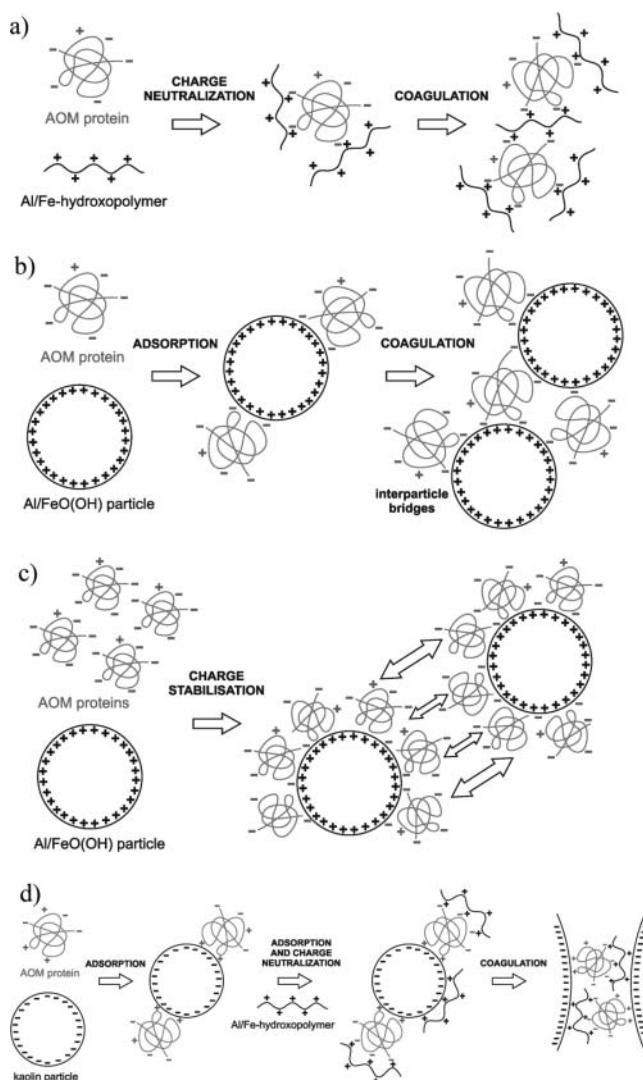 a)
AOM protein
Al/Fe-hydroxopolymer
CHARGE
NEUTRALIZATION
COAGULATION
b)
AOM protein
Al/FeO(OH) particle
ADSORPTION
COAGULATION
interparticle
bridges
c)
AOM proteins
Al/FeO(OH) particle
CHARGE
STABILISATION
d)
AOM protein
kaolin particle
ADSORPTION
ADSORPTION
AND CHARGE
NEUTRALIZATION
Al/Fe-hydroxopolymer
COAGULATION